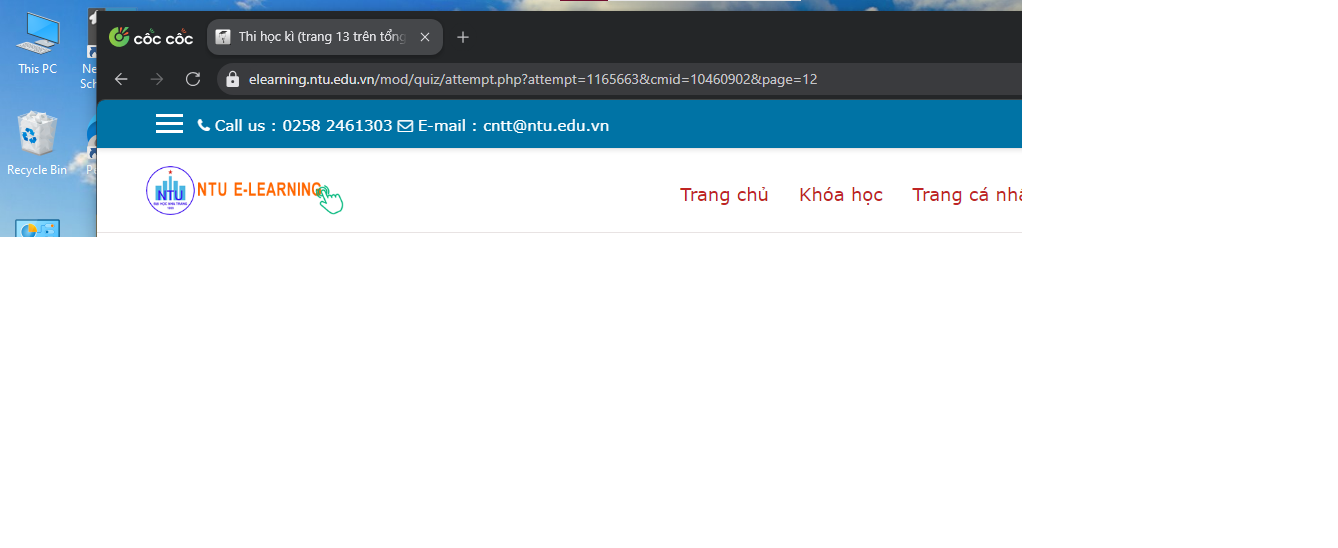 cốc cốc
Thi học kì (trang 13 trên tổng
This PC
Ne
Sch
elearning.ntu.edu.vn/mod/quiz/attempt.php?attempt=1165663&cmid=10460902&page=12
Call us : 0258 2461303 E-mail : cntt@ntu.edu.vn
Recycle Bin
P
NTU
NTU E-LEARNING
Trang chủ Khóa học Trang cá nhâ